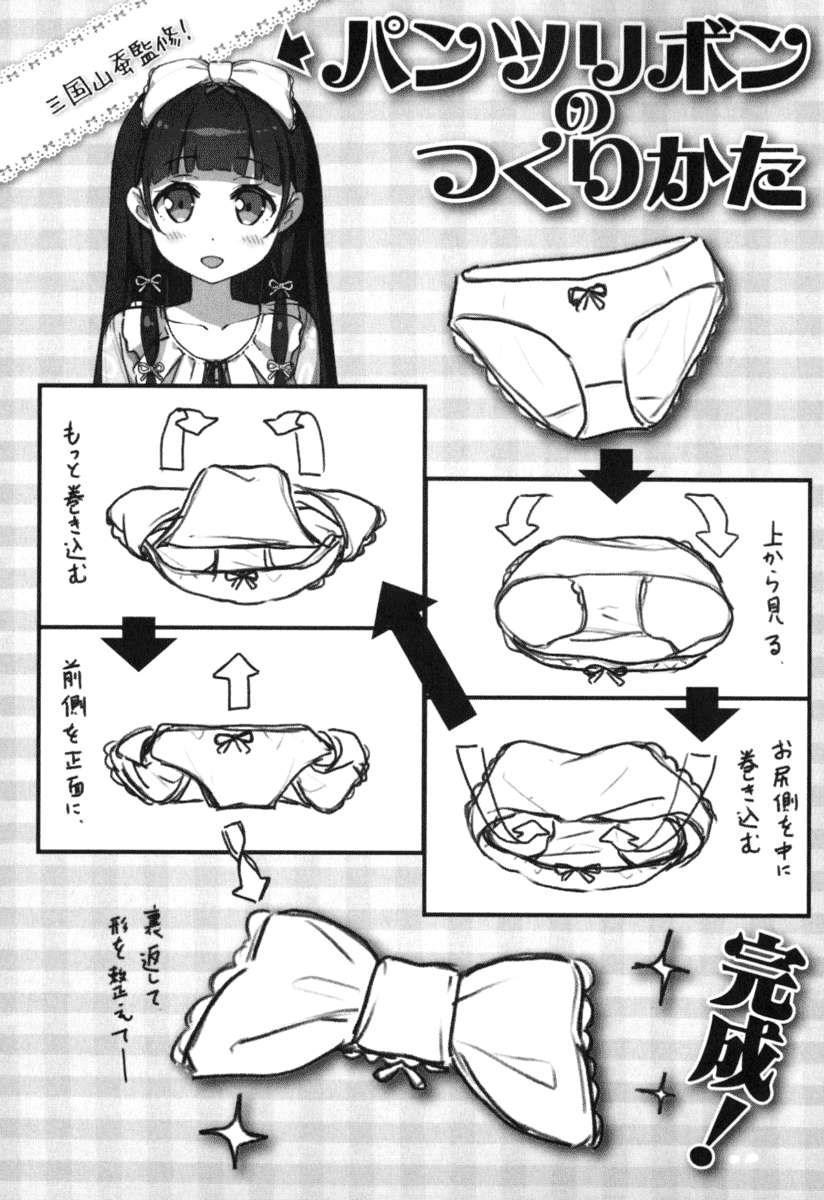 三国山蚕監修!
パンツリボン
の
つくりかた
上から見る.
お尻側を中に
巻き込む
もっと巻き込む
前側を正面に.
裏返して
形を整えてー
完成!